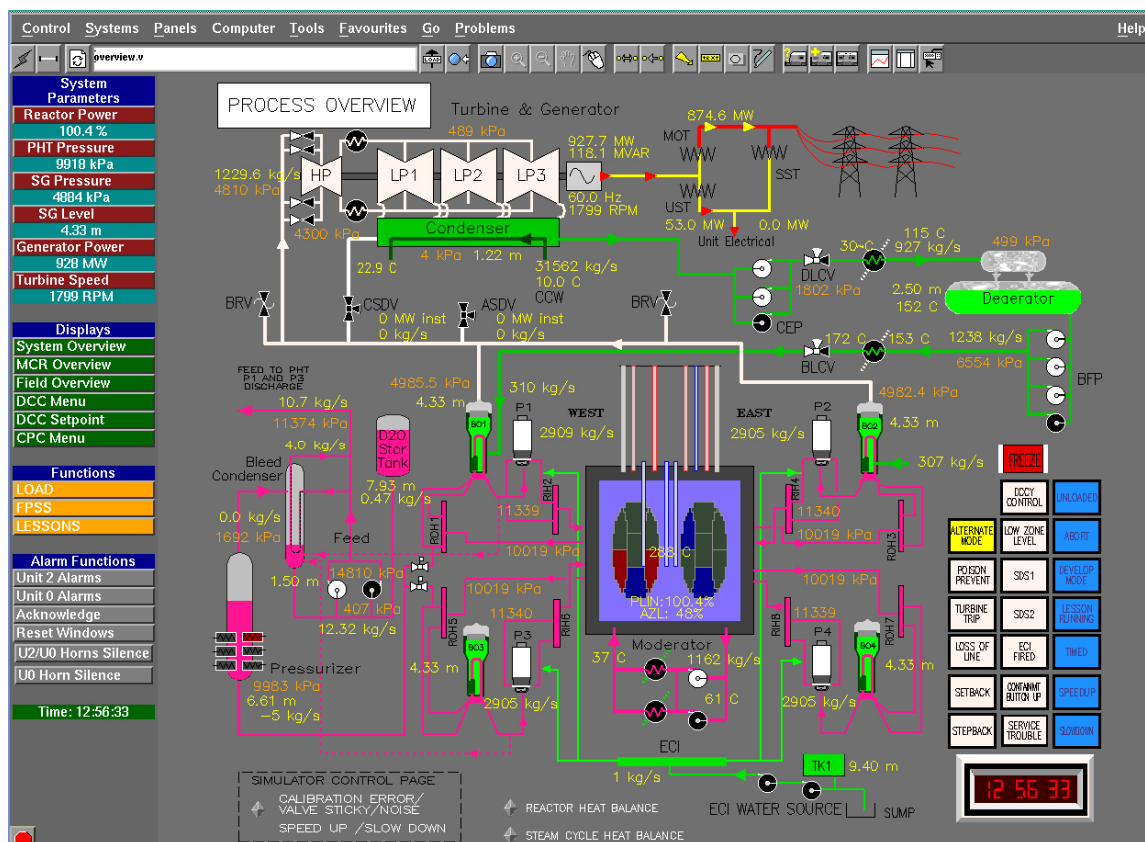 Control Systems Panels Computer Tools Favourites Go Problems Help
overview.v
LOAD
TEXT
System
Parameters
Reactor Power
100.4 %
PHT Pressure
9918 kPa
SG Pressure
4884 kPa
SG Level
4.33 m
Generator Power
928 MW
Turbine Speed
1799 RPM
Displays
System Overview
MCR Overview
Field Overview
DCC Menu
DCC Setpoint
CPC Menu
Functions
LOAD
FPSS
LESSONS
Alarm Functions
Unit 2 Alarms
Unit 0 Alarms
Acknowledge
Reset Windows
U2/U0 Horns Silence
U0 Horn Silence
Time: 12:56:33
PROCESS OVERVIEW
Turbine & Generator
489 kPa
1229.6 kg/s
4810 kPa
HP
LP1
LP2
LP3
4300 kPa
927.7 MW
118.1 MVAR
60.0 Hz
1799 RPM
874.6 MW
MOT
SST
UST
53.0 MW
0.0 MW
Unit Electrical
Condenser
22.9 C
4 kPa
1.22 m
31562 kg/s
10.0 C
CCW
BRV
CSDV
0 MW inst
0 kg/s
ASDV
0 MW inst
0 kg/s
BRV
CEP
DLCV
1802 kPa
30~C
115 C
927 kg/s
499 kPa
2.50 m
152 C
Deaerator
BLCV
172 C
153 C
1238 kg/s
6554 kPa
BFP
FEED TO PHT
P1 AND P3
DISCHARGE
10.7 kg/s
11374 kPa
4.0 kg/s
Bleed
Condenser
0.0 kg/s
1692 kPa
D2O
Stor
Tank
7.93 m
0.47 kg/s
Feed
1.50 m
14810 kPa
407 kPa
12.32 kg/s
Pressurizer
9983 kPa
6.61 m
−5 kg/s
4985.5 kPa
4.33 m
BO1
310 kg/s
P1
WEST
2909 kg/s
ROH1
RIH2
11339
10019 kPa
EAST
P2
2905 kg/s
4982.4 kPa
BO2
4.33 m
307 kg/s
RIH4
11340
10019 kPa
ROH3
288 C
PLIN:100.4%
AZL: 48%
10019 kPa
ROH5
11340
RIH6
BO3
4.33 m
P3
2905 kg/s
10019 kPa
RIH8
11339
ROH7
P4
BO4
4.33 m
2905 kg/s
Moderator
37 C
1162 kg/s
61 C
ECI
1 kg/s
TK1
9.40 m
ECI WATER SOURCE
SUMP
SIMULATOR CONTROL PAGE
CALIBRATION ERROR/
VALVE STICKY/NOISE
SPEED UP /SLOW DOWN
REACTOR HEAT BALANCE
STEAM CYCLE HEAT BALANCE
FREEZE
DCCY
CONTROL
UNLOADED
ALTERNATE
MODE
LOW ZONE
LEVEL
ABORT
POISON
PREVENT
SDS1
DEVELOP
MODE
TURBINE
TRIP
SDS2
LESSON
RUNNING
LOSS OF
LINE
ECI
FIRED
TIMED
SETBACK
CONTAINMT
BUTTON UP
SPEEDUP
STEPBACK
SERVICE
TROUBLE
SLOWDOWN
12:56:33